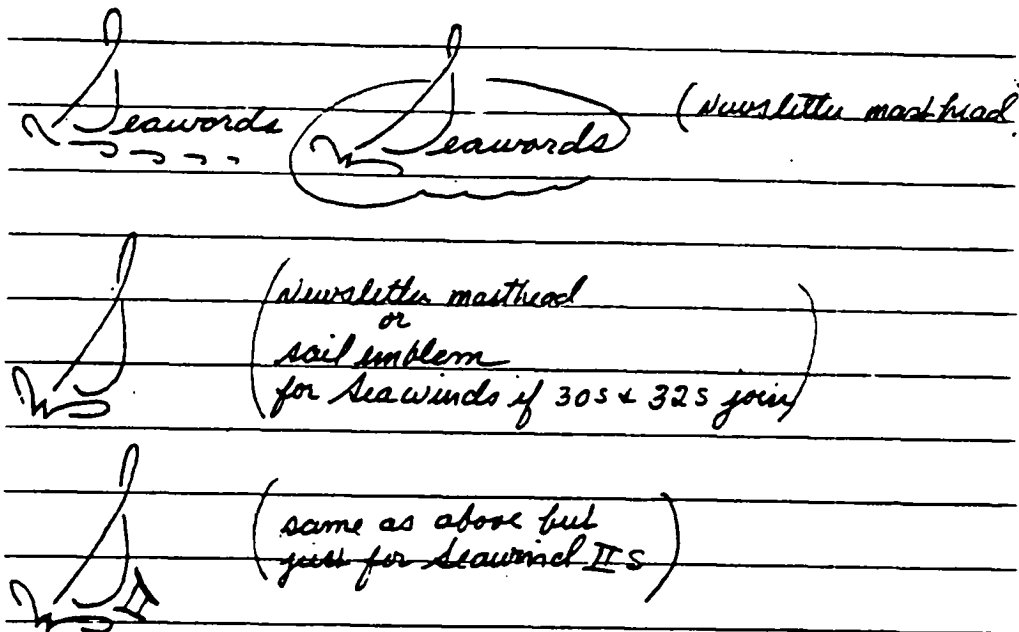 Seawords Seawords (Newsletter masthead
S (Newsletter masthead
or
sail emblem
for Seawinds if 30s & 32s join)
S II (same as above but
just for Seawind IIs)